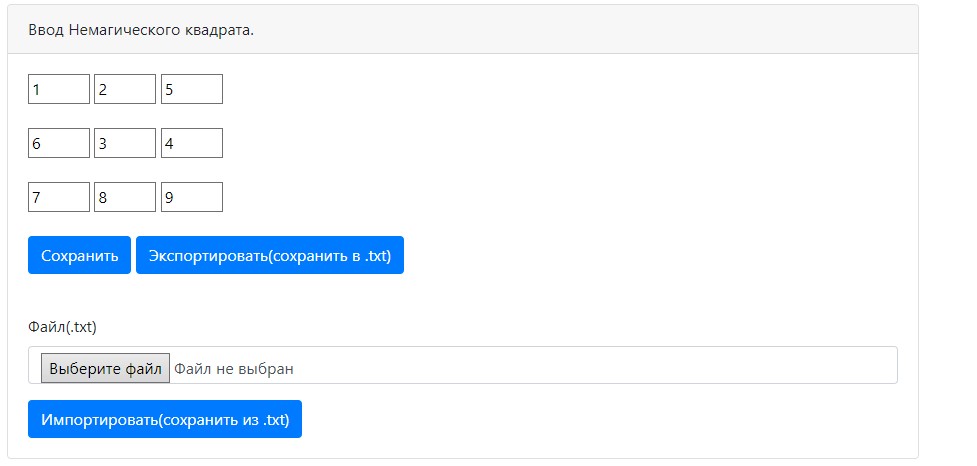 Ввод Немагического квадрата.
1 2 5
6 3 4
7 8 9
Сохранить Экспортировать(сохранить в .txt)
Файл(.txt)
Выберите файл Файл не выбран
Импортировать(сохранить из .txt)